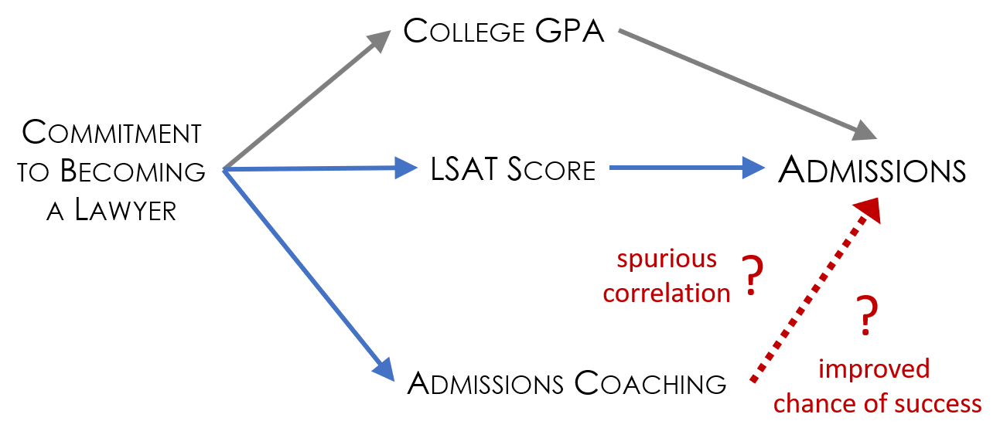 College GPA
Commitment
to Becoming
a Lawyer
LSAT Score
Admissions
spurious
correlation ?
?
improved
chance of success
Admissions Coaching